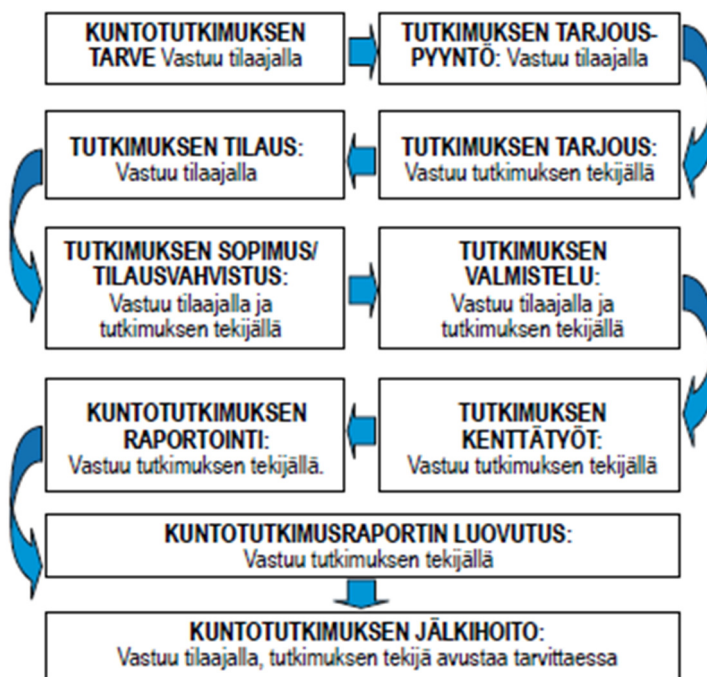 KUNTOTUTKIMUKSEN
TARVE Vastuu tilaajalla
TUTKIMUKSEN TARJOUS-
PYYNTÖ: Vastuu tilaajalla
TUTKIMUKSEN TARJOUS:
Vastuu tutkimuksen tekijällä
TUTKIMUKSEN TILAUS:
Vastuu tilaajalla
TUTKIMUKSEN SOPIMUS/
TILAUSVAHVISTUS:
Vastuu tilaajalla ja
tutkimuksen tekijällä
TUTKIMUKSEN
VALMISTELU:
Vastuu tilaajalla ja
tutkimuksen tekijällä
TUTKIMUKSEN
KENTTÄTYÖT:
Vastuu tutkimuksen tekijällä
KUNTOTUTKIMUKSEN
RAPORTOINTI:
Vastuu tutkimuksen tekijällä.
KUNTOTUTKIMUSRAPORTIN LUOVUTUS:
Vastuu tutkimuksen tekijällä
KUNTOTUTKIMUKSEN JÄLKIHOITO:
Vastuu tilaajalla, tutkimuksen tekijä avustaa tarvittaessa